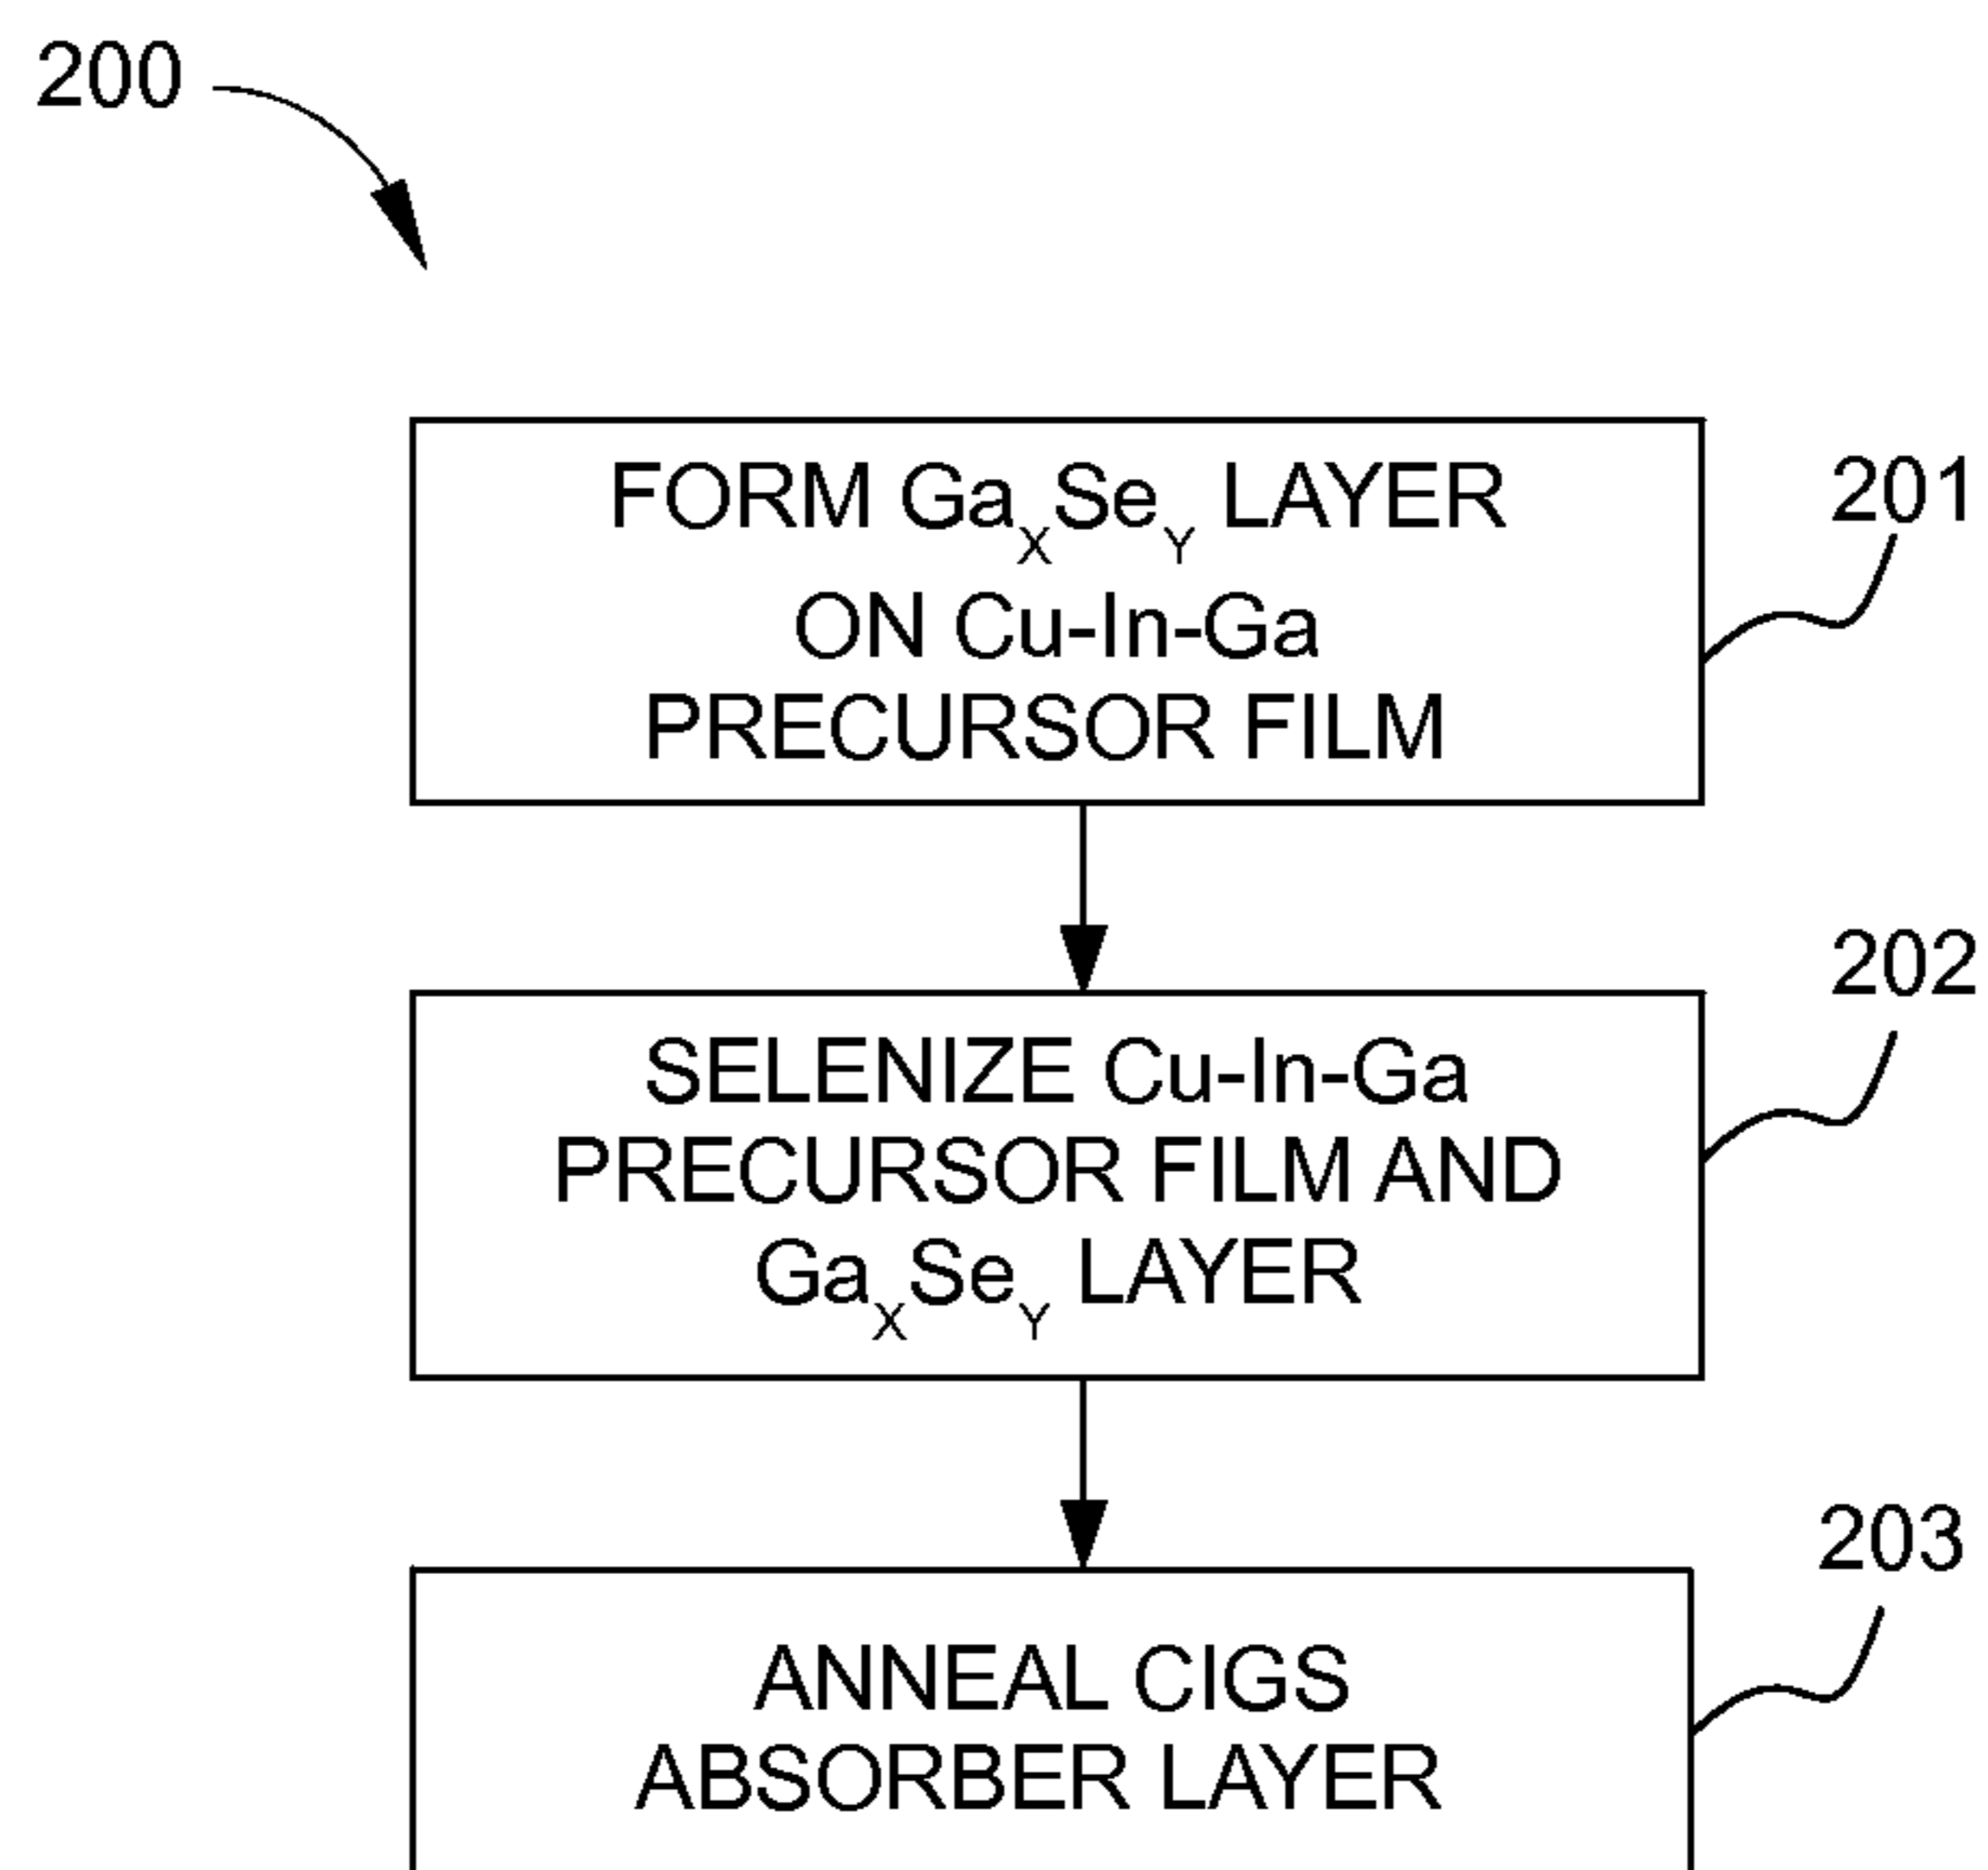 200
FORM GaXSeY LAYER
ON Cu-In-Ga
PRECURSOR FILM
201
SELENIZE Cu-In-Ga
PRECURSOR FILM AND
GaXSeY LAYER
202
ANNEAL CIGS
ABSORBER LAYER
203